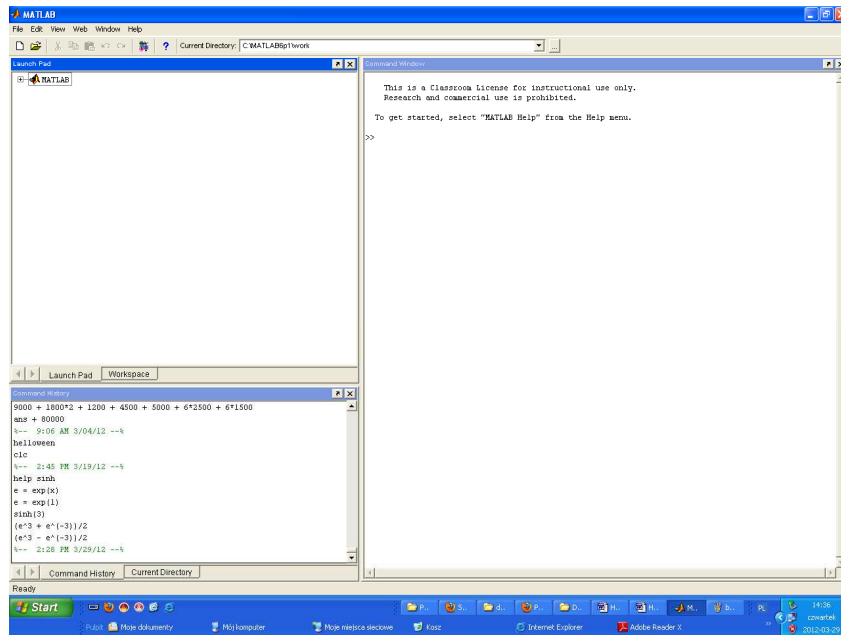 MATLAB
File Edit View Web Window Help
Current Directory: C:\MATLAB6p1\work
Launch Pad
MATLAB
Launch Pad Workspace
Command History
9000 + 1800*2 + 1200 + 4500 + 5000 + 6*2500 + 6*1500
ans + 80000
%-- 9:06 AM 3/04/12 --%
helloween
clc
%-- 2:45 PM 3/19/12 --%
help sinh
e = exp(x)
e = exp(1)
sinh(3)
(e^3 + e^(-3))/2
(e^3 - e^(-3))/2
%-- 2:28 PM 3/29/12 --%
Command History Current Directory
Command Window
This is a Classroom License for instructional use only.
Research and commercial use is prohibited.
To get started, select "MATLAB Help" from the Help menu.
>>
Ready
Start P.. S.. d.. P.. D.. H.. H.. M.. b.. PL 14:36
Pulpit Moje dokumenty Mój komputer Moje miejsca sieciowe Kosz Internet Explorer Adobe Reader X czwartek
2012-03-29